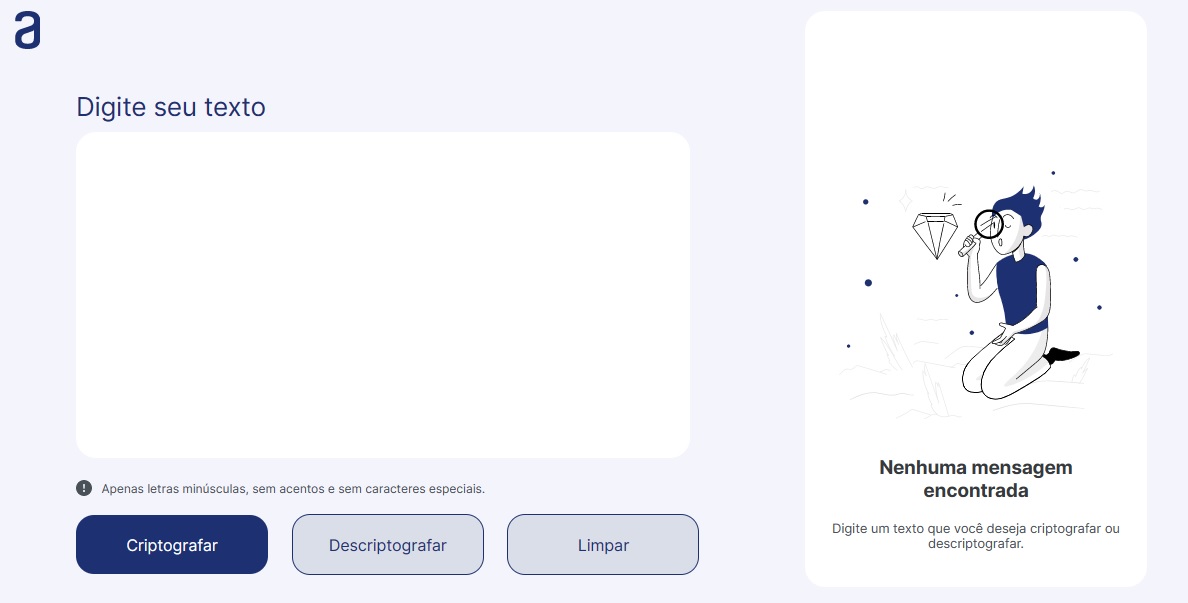 a
Digite seu texto
Apenas letras minúsculas, sem acentos e sem caracteres especiais.
Criptografar
Descriptografar
Limpar
Nenhuma mensagem
encontrada
Digite um texto que você deseja criptografar ou
descriptografar.